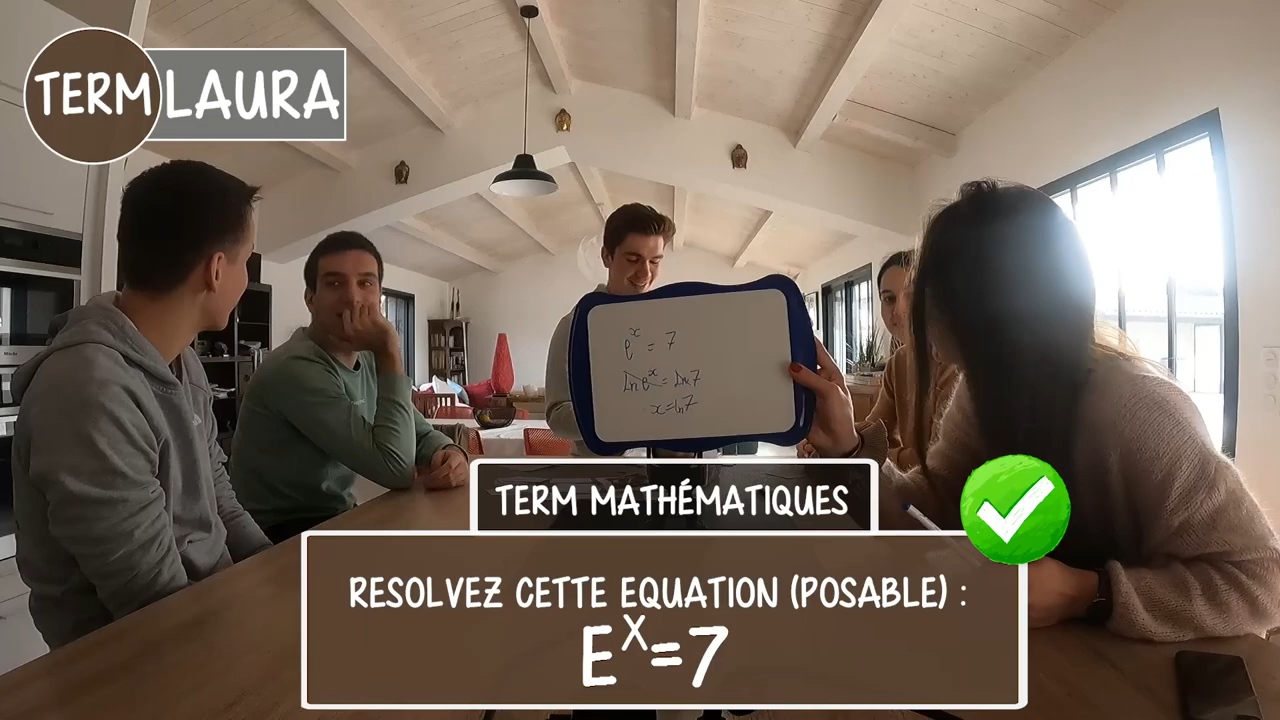 TERM LAURA
e^x = 7
ln e^x = ln 7
x = ln 7
TERM MATHÉMATIQUES
RESOLVEZ CETTE EQUATION (POSABLE) :
E^X=7